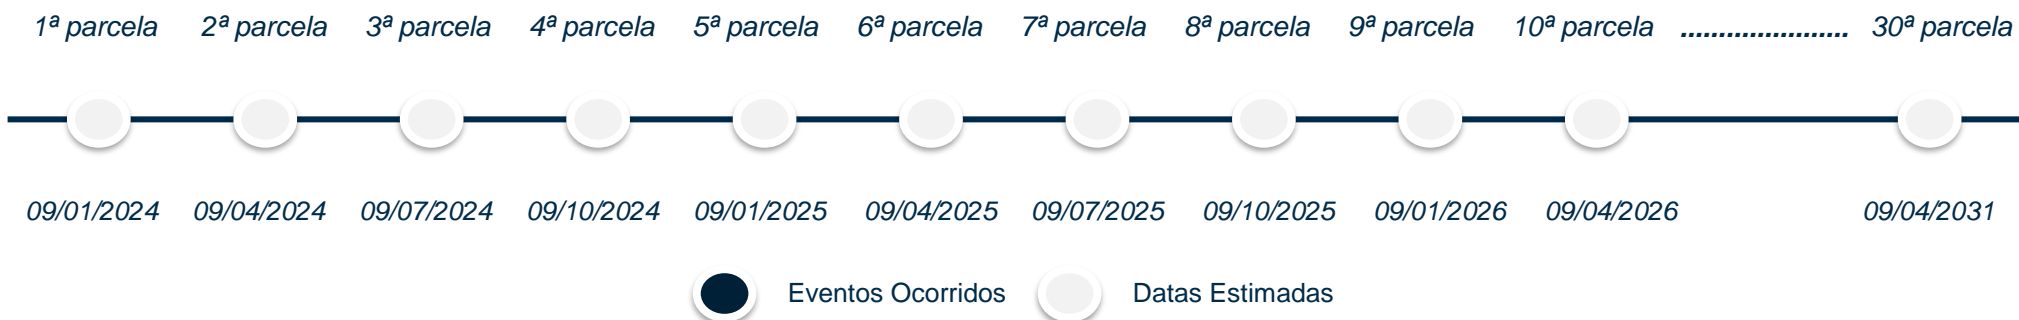 1ª parcela 2ª parcela 3ª parcela 4ª parcela 5ª parcela 6ª parcela 7ª parcela 8ª parcela 9ª parcela 10ª parcela ...................... 30ª parcela
09/01/2024 09/04/2024 09/07/2024 09/10/2024 09/01/2025 09/04/2025 09/07/2025 09/10/2025 09/01/2026 09/04/2026 09/04/2031
Eventos Ocorridos Datas Estimadas